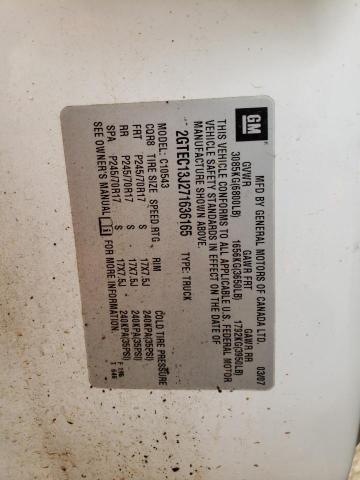 GM
MFD BY GENERAL MOTORS OF CANADA LTD. 03/07
GVWR GAWR FRT GAWR RR
3085KG(6800LB) 1656KG(3650LB) 1792KG(3950LB)
THIS VEHICLE CONFORMS TO ALL APPLICABLE U.S. FEDERAL MOTOR
VEHICLE SAFETY STANDARDS IN EFFECT ON THE DATE OF
MANUFACTURE SHOWN ABOVE.
2GTEC13J271636165 TYPE: TRUCK
MODEL: C10543
CQR8 TIRE SIZE SPEED RTG RIM COLD TIRE PRESSURE
FRT P245/70R17 S 17X7.5J 240KPA(35PSI)
RR P245/70R17 S 17X7.5J 240KPA(35PSI)
SPA P245/70R17 S 17X7.5J 240KPA(35PSI)
SEE OWNER'S MANUAL FOR MORE INFORMATION.